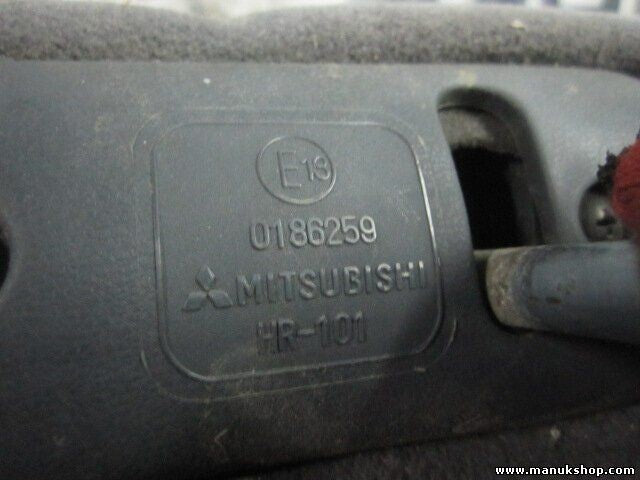 E13
0186259
MITSUBISHI
HR-101
www.manukshop.com